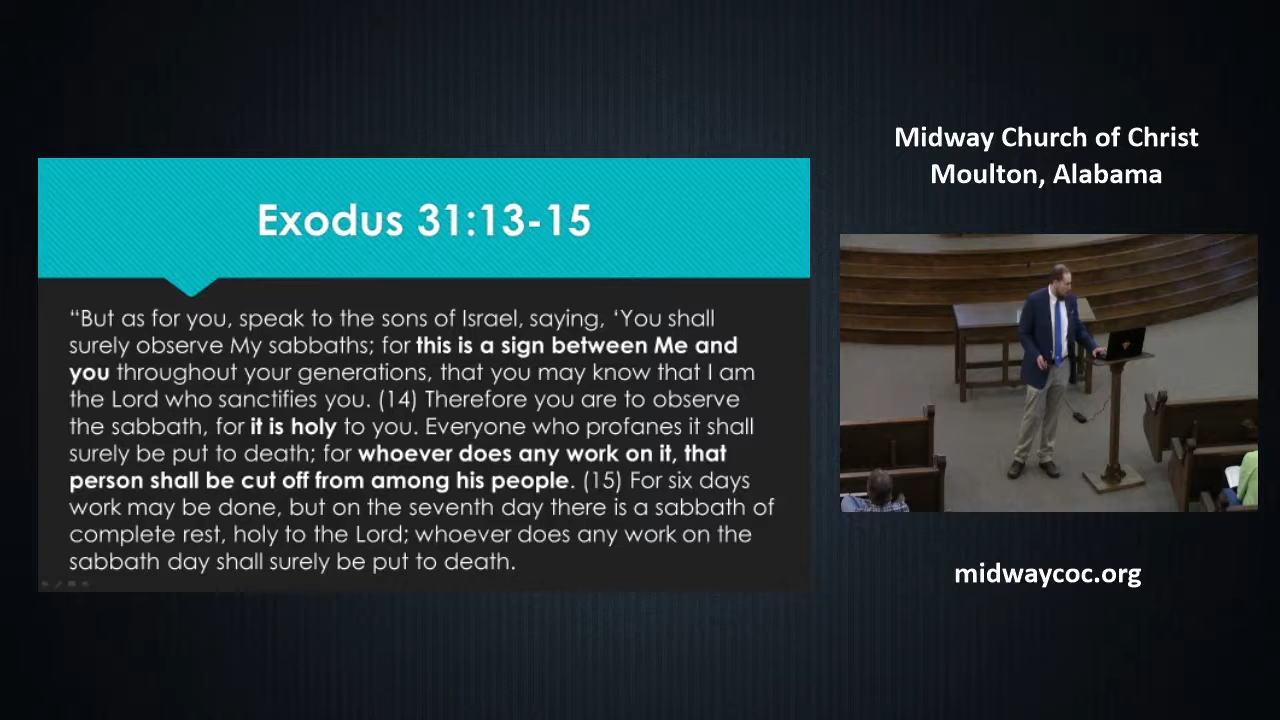 Exodus 31:13-15
“But as for you, speak to the sons of Israel, saying, ‘You shall
surely observe My sabbaths; for this is a sign between Me and
you throughout your generations, that you may know that I am
the Lord who sanctifies you. (14) Therefore you are to observe
the sabbath, for it is holy to you. Everyone who profanes it shall
surely be put to death; for whoever does any work on it, that
person shall be cut off from among his people. (15) For six days
work may be done, but on the seventh day there is a sabbath of
complete rest, holy to the Lord; whoever does any work on the
sabbath day shall surely be put to death.
Midway Church of Christ
Moulton, Alabama
midwaycoc.org